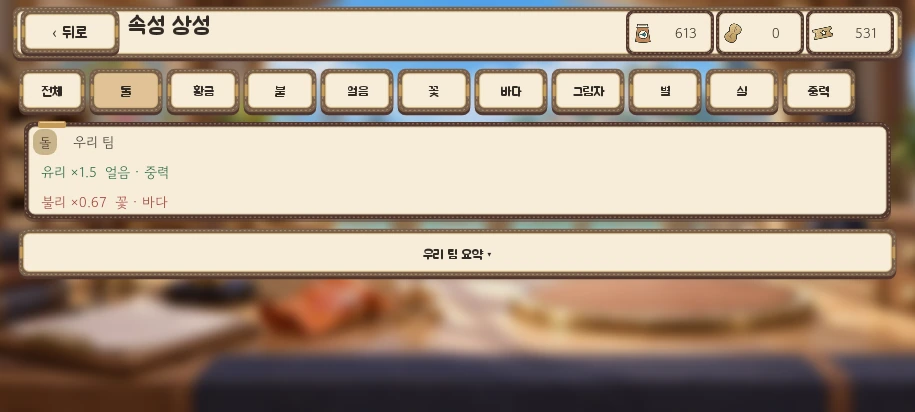 ‹ 뒤로
속성 상성
613
0
531
전체
돌
황금
불
얼음
꽃
바다
그림자
별
심
중력
돌 우리 팀
유리 ×1.5 얼음 · 중력
불리 ×0.67 꽃 · 바다
우리 팀 요약 ▾